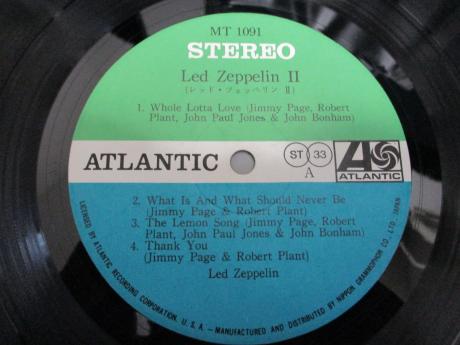 MT 1091
STEREO
Led Zeppelin II
(レッド・ツェッペリン II)
1. Whole Lotta Love (Jimmy Page, Robert
Plant, John Paul Jones & John Bonham)
ATLANTIC
ST 33
A
ATLANTIC
2. What Is And What Should Never Be
(Jimmy Page & Robert Plant)
3. The Lemon Song (Jimmy Page, Robert
Plant, John Paul Jones & John Bonham)
4. Thank You
(Jimmy Page & Robert Plant)
Led Zeppelin
LICENSED BY ATLANTIC RECORDING CORPORATION, U.S.A.-MANUFACTURED AND DISTRIBUTED BY NIPPON GRAMMOPHON CO., LTD., JAPAN